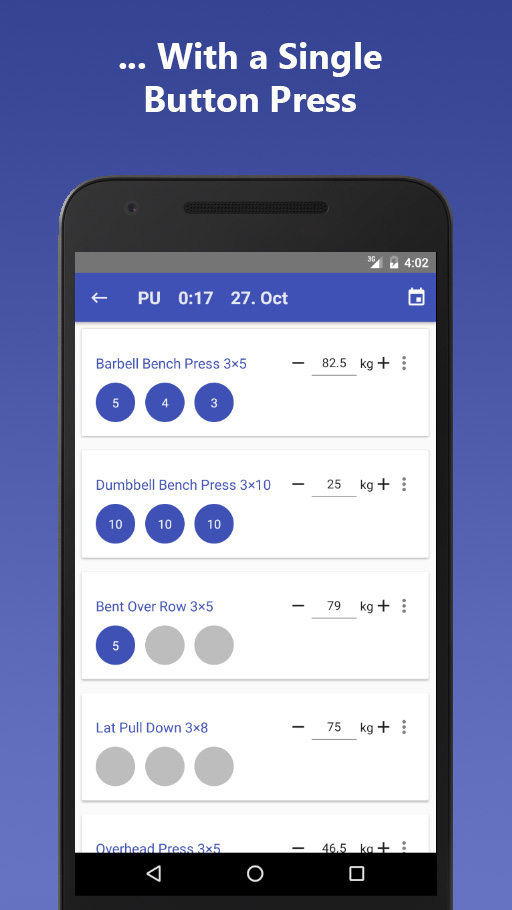 ... With a Single
Button Press
3G 4:02
PU 0:17 27. Oct
Barbell Bench Press 3×5 82.5 kg
5 4 3
Dumbbell Bench Press 3×10 25 kg
10 10 10
Bent Over Row 3×5 79 kg
5
Lat Pull Down 3×8 75 kg
Overhead Press 3×5 46.5 kg